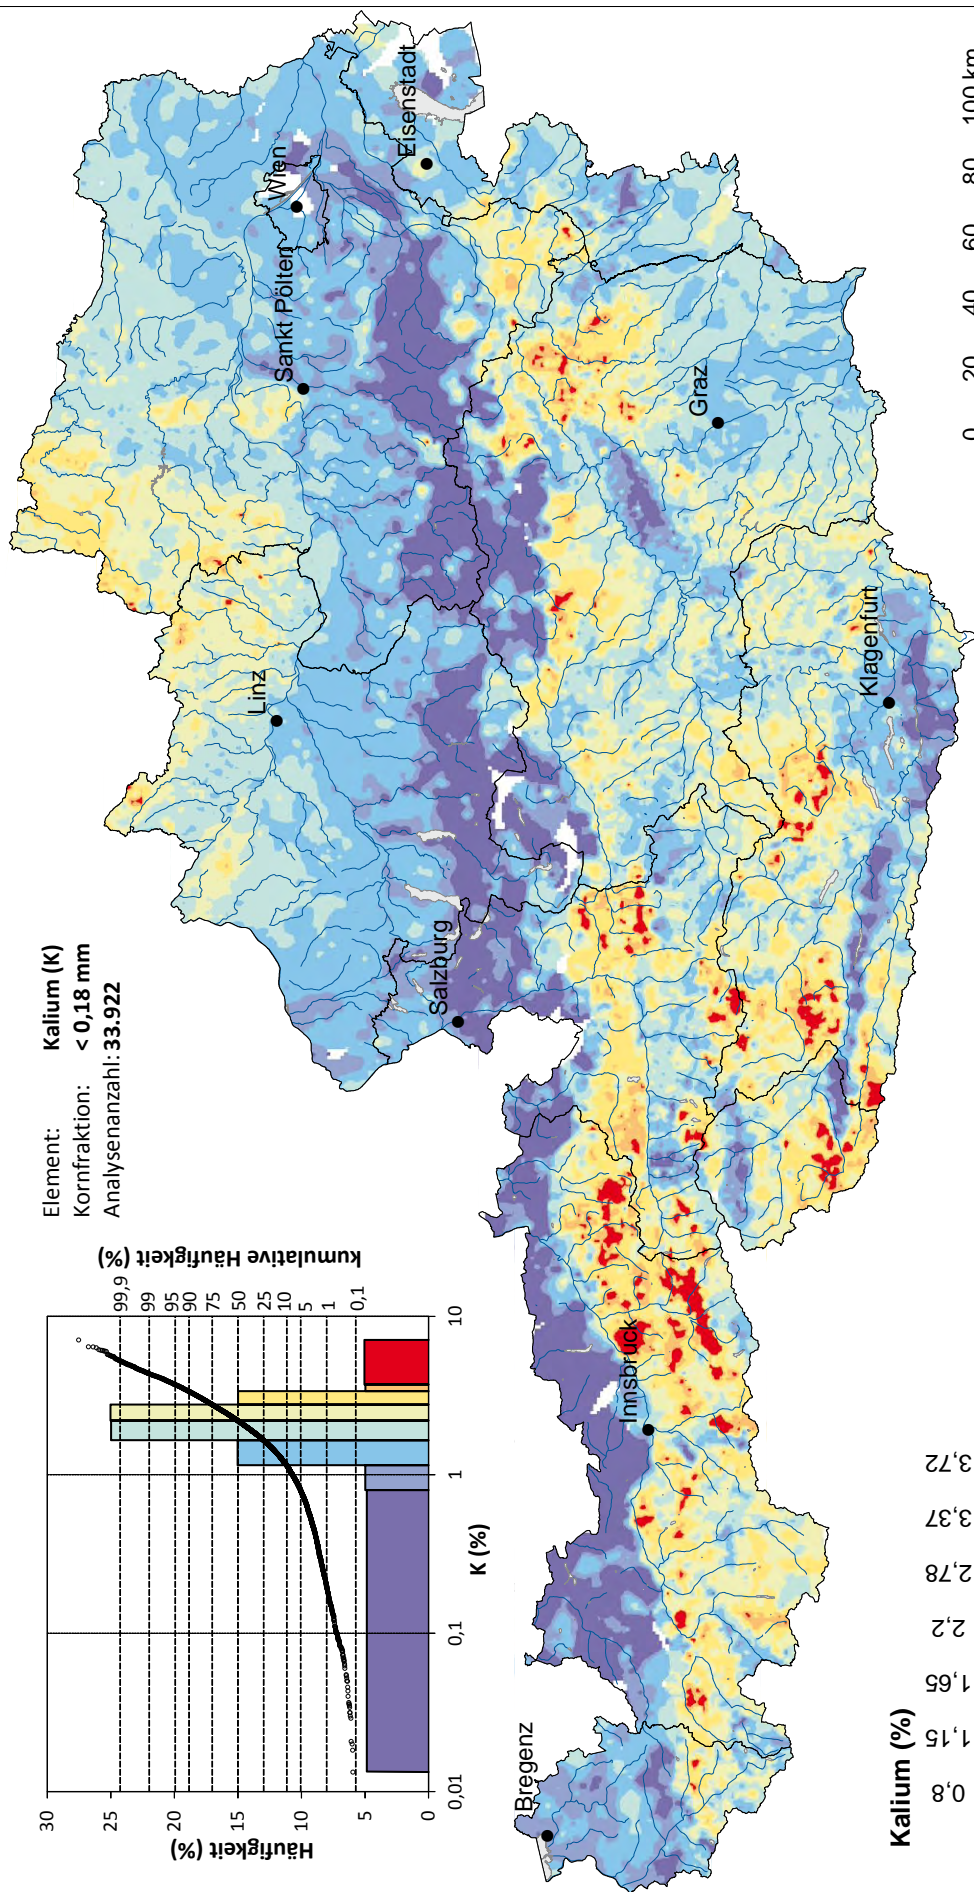 Element: Kalium (K)
Kornfraktion: < 0,18 mm
Analysenanzahl: 33.922
kumulative Häufigkeit (%)
99,9
99
95
90
75
50
25
10
5
1
0,1
Häufigkeit (%)
30
25
20
15
10
5
0
0,01
0,1
1
10
K (%)
Bregenz
Innsbruck
Salzburg
Linz
Sankt Pölten
Wien
Eisenstadt
Graz
Klagenfurt
Kalium (%)
0,8
1,15
1,65
2,2
2,78
3,37
3,72
0 20 40 60 80 100 km